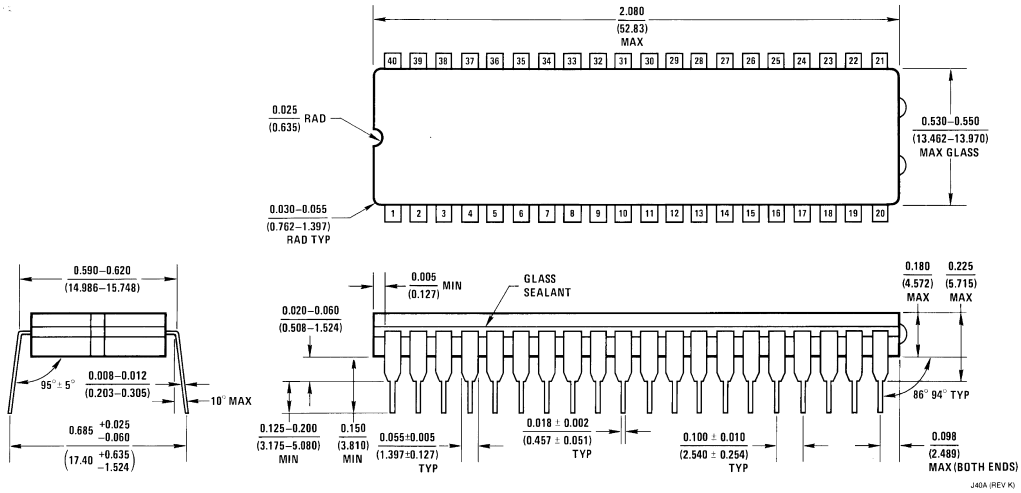 2.080
(52.83)
MAX
40 39 38 37 36 35 34 33 32 31 30 29 28 27 26 25 24 23 22 21
0.025
(0.635)
RAD
0.530–0.550
(13.462–13.970)
MAX GLASS
0.030–0.055
(0.762–1.397)
RAD TYP
1 2 3 4 5 6 7 8 9 10 11 12 13 14 15 16 17 18 19 20
0.590–0.620
(14.986–15.748)
0.005
(0.127)
MIN
GLASS
SEALANT
0.180
(4.572)
MAX
0.225
(5.715)
MAX
0.020–0.060
(0.508–1.524)
95° ± 5°
0.008–0.012
(0.203–0.305)
10° MAX
86° 94° TYP
0.685 +0.025
−0.060
(17.40 +0.635
−1.524)
0.125–0.200
(3.175–5.080)
MIN
0.150
(3.810)
MIN
0.055±0.005
(1.397±0.127)
TYP
0.018 ± 0.002
(0.457 ± 0.051)
TYP
0.100 ± 0.010
(2.540 ± 0.254)
TYP
0.098
(2.489)
MAX (BOTH ENDS)
J40A (REV K)